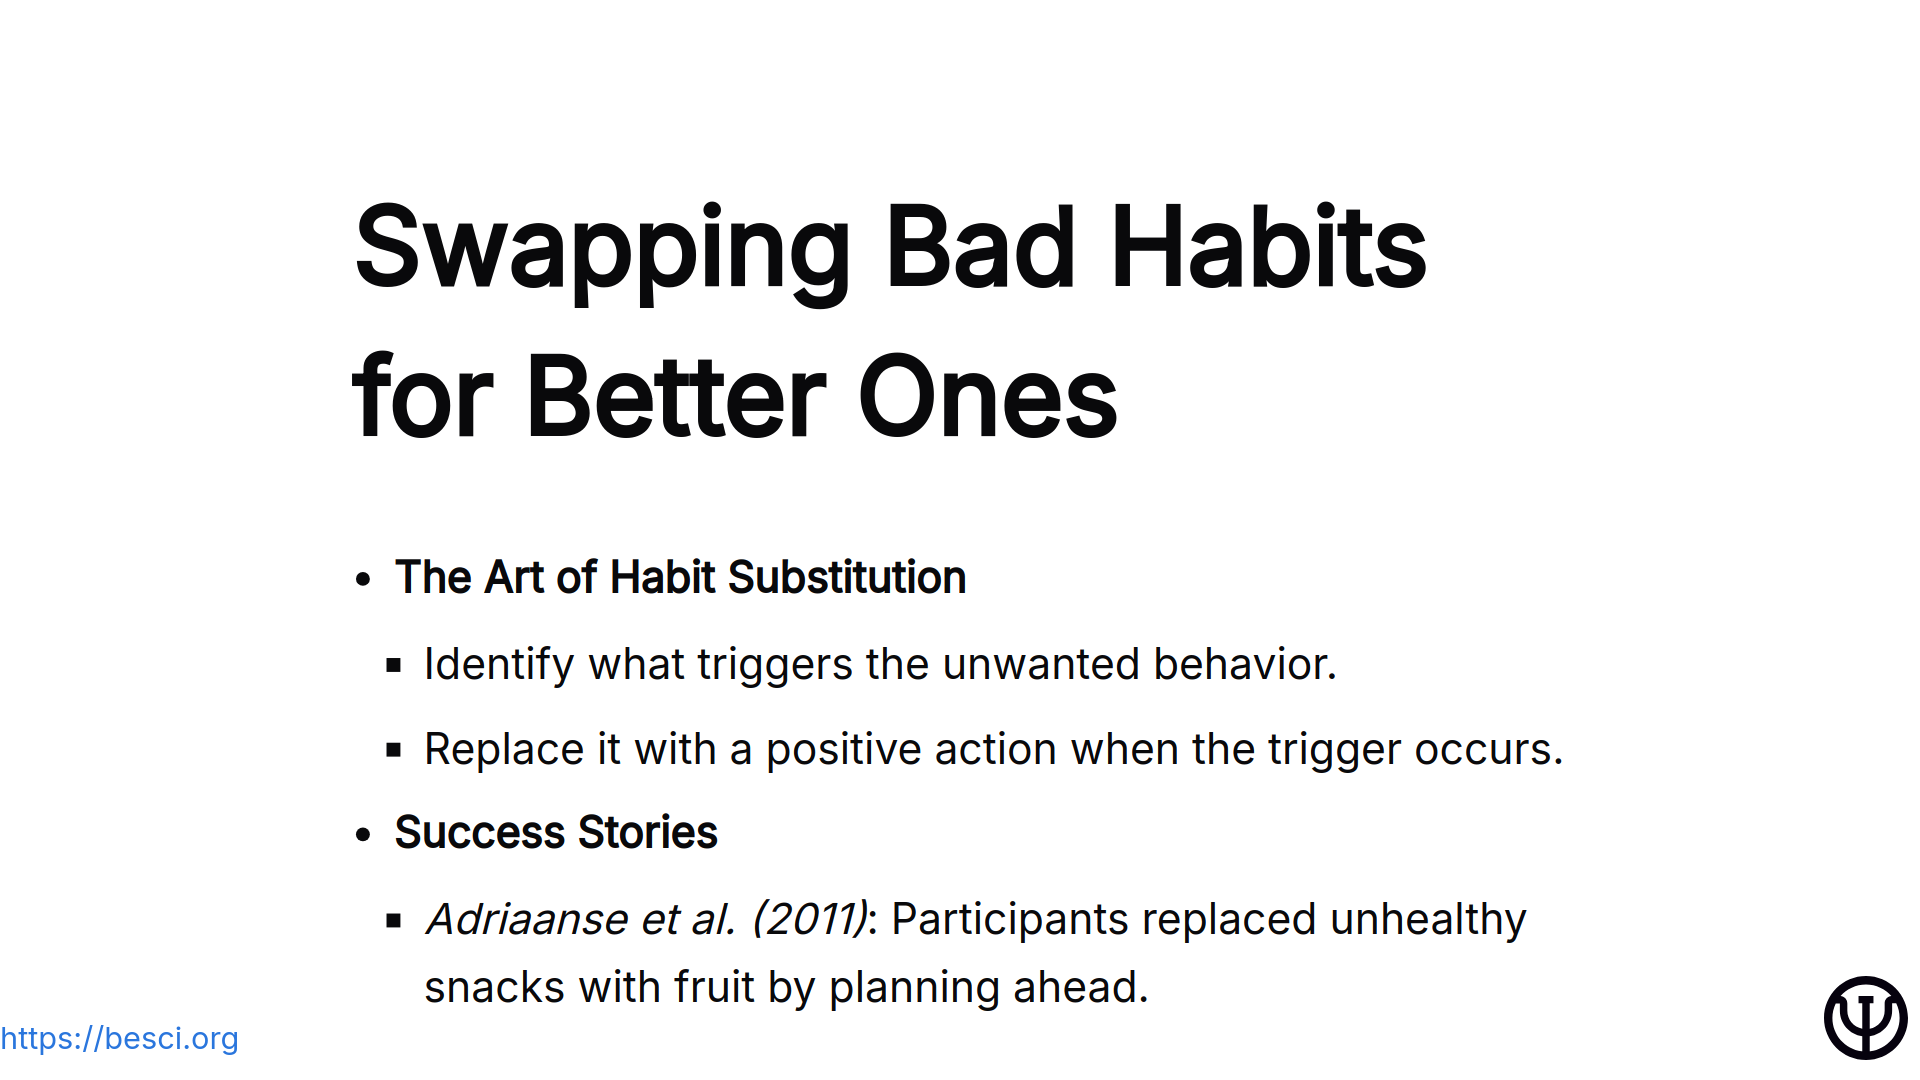 Swapping Bad Habits
for Better Ones
• The Art of Habit Substitution
▪ Identify what triggers the unwanted behavior.
▪ Replace it with a positive action when the trigger occurs.
• Success Stories
▪ Adriaanse et al. (2011): Participants replaced unhealthy
snacks with fruit by planning ahead.
https://besci.org